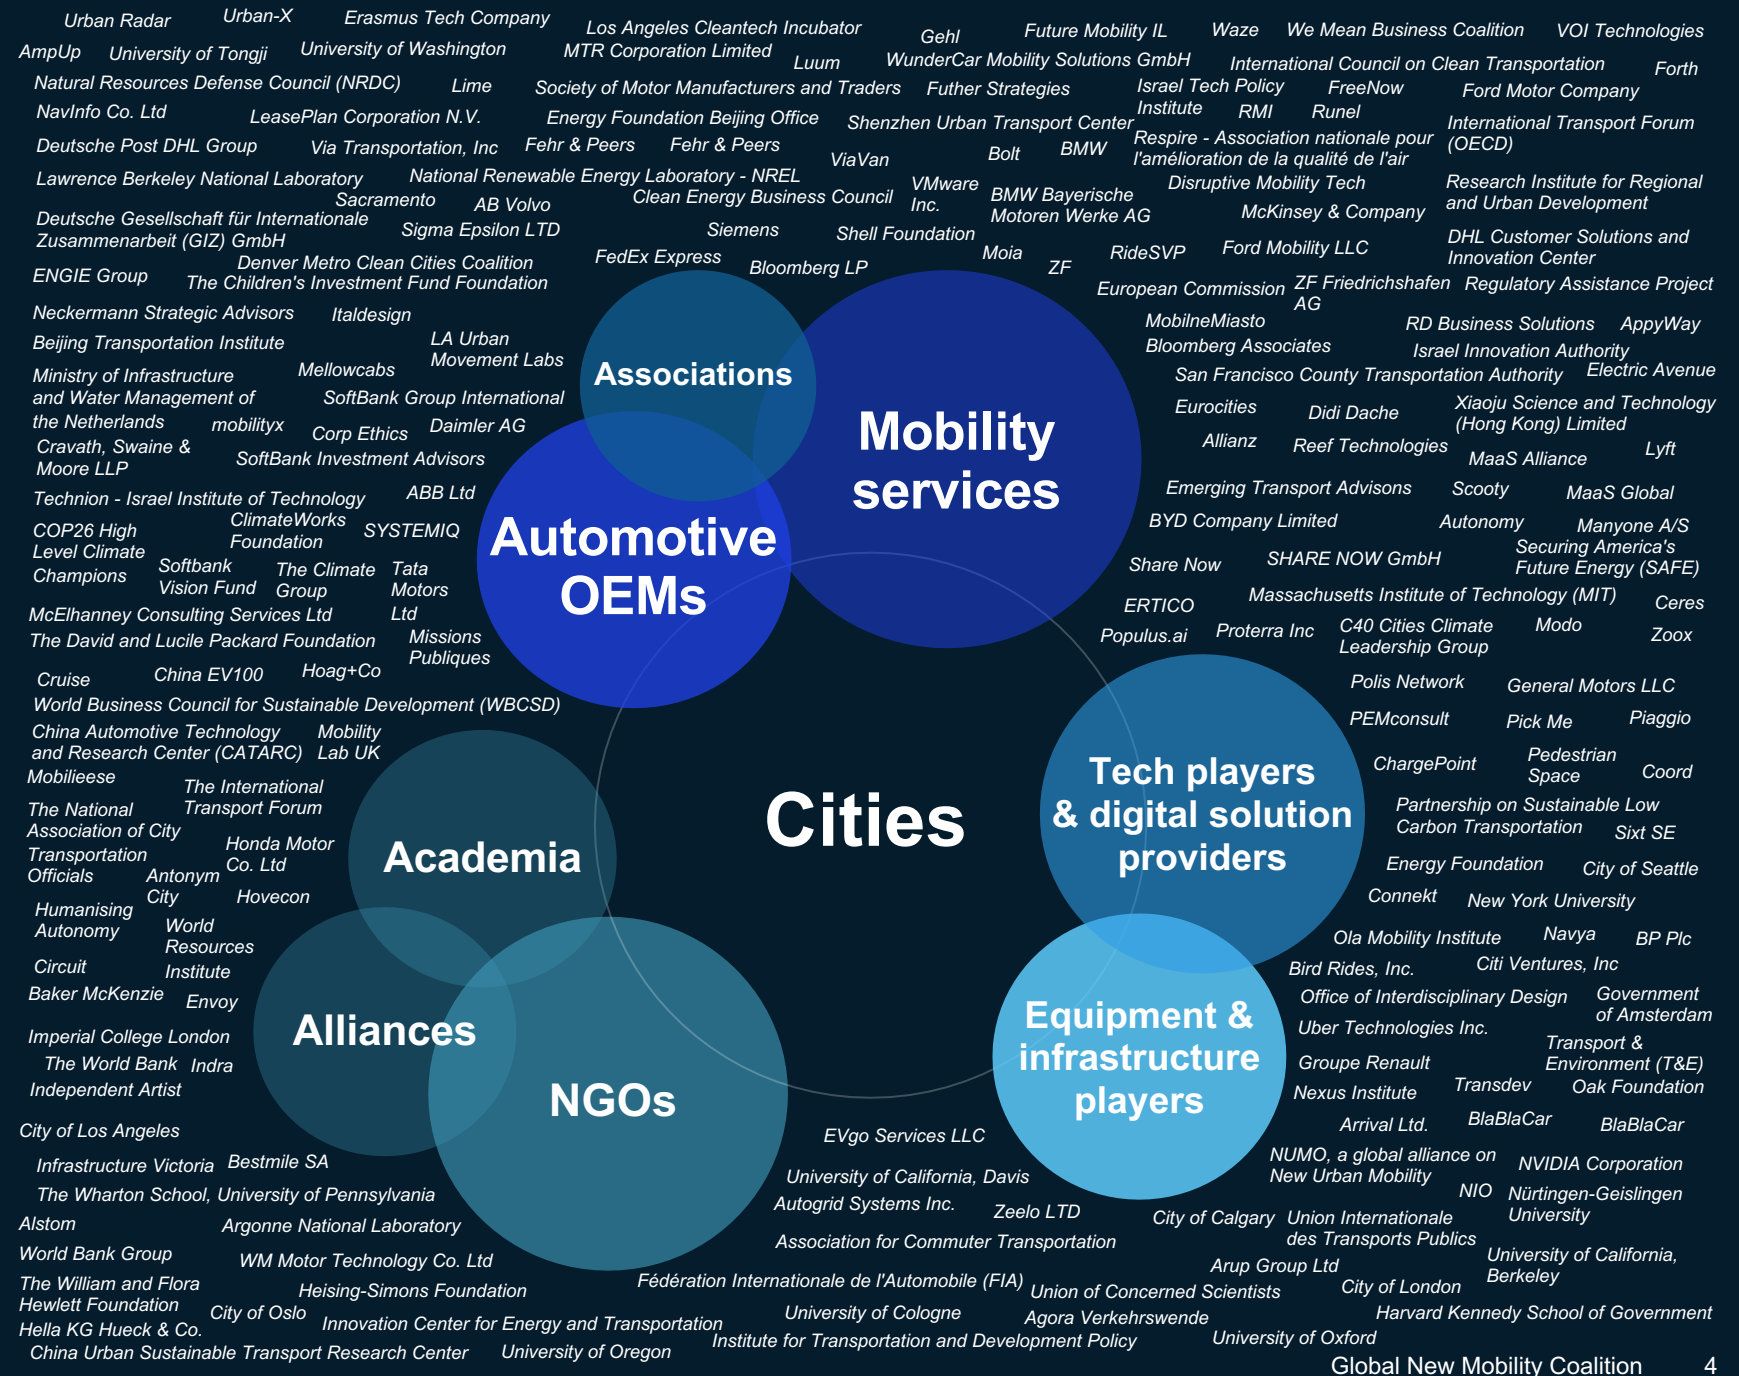 Urban Radar
Urban-X
Erasmus Tech Company
Los Angeles Cleantech Incubator
Gehl
Future Mobility IL
Waze
We Mean Business Coalition
VOI Technologies
AmpUp
University of Tongji
University of Washington
MTR Corporation Limited
Luum
WunderCar Mobility Solutions GmbH
International Council on Clean Transportation
Forth
Natural Resources Defense Council (NRDC)
Lime
Society of Motor Manufacturers and Traders
Futher Strategies
Israel Tech Policy
Institute
FreeNow
Ford Motor Company
NavInfo Co. Ltd
LeasePlan Corporation N.V.
Energy Foundation Beijing Office
Shenzhen Urban Transport Center
RMI
Runel
International Transport Forum
(OECD)
Deutsche Post DHL Group
Via Transportation, Inc
Fehr & Peers
Fehr & Peers
ViaVan
Bolt
BMW
Respire - Association nationale pour
l'amélioration de la qualité de l'air
Lawrence Berkeley National Laboratory
National Renewable Energy Laboratory - NREL
Sacramento
AB Volvo
Clean Energy Business Council
VMware
Inc.
BMW Bayerische
Motoren Werke AG
Disruptive Mobility Tech
McKinsey & Company
Research Institute for Regional
and Urban Development
Deutsche Gesellschaft für Internationale
Zusammenarbeit (GIZ) GmbH
Sigma Epsilon LTD
Siemens
Shell Foundation
Moia
ZF
RideSVP
Ford Mobility LLC
DHL Customer Solutions and
Innovation Center
ENGIE Group
Denver Metro Clean Cities Coalition
The Children's Investment Fund Foundation
FedEx Express
Bloomberg LP
European Commission
ZF Friedrichshafen
AG
Regulatory Assistance Project
Neckermann Strategic Advisors
Italdesign
MobilneMiasto
RD Business Solutions
AppyWay
Beijing Transportation Institute
LA Urban
Movement Labs
Bloomberg Associates
Israel Innovation Authority
Mellowcabs
San Francisco County Transportation Authority
Electric Avenue
Ministry of Infrastructure
and Water Management of
the Netherlands
SoftBank Group International
mobilityx
Corp Ethics
Daimler AG
Eurocities
Didi Dache
Xiaoju Science and Technology
(Hong Kong) Limited
Cravath, Swaine &
Moore LLP
SoftBank Investment Advisors
Allianz
Reef Technologies
MaaS Alliance
Lyft
Technion - Israel Institute of Technology
ABB Ltd
Emerging Transport Advisons
Scooty
MaaS Global
COP26 High
Level Climate
Champions
ClimateWorks
Foundation
SYSTEMIQ
BYD Company Limited
Autonomy
Manyone A/S
Softbank
Vision Fund
The Climate
Group
Tata
Motors
Ltd
Share Now
SHARE NOW GmbH
Securing America's
Future Energy (SAFE)
McElhanney Consulting Services Ltd
ERTICO
Massachusetts Institute of Technology (MIT)
Ceres
The David and Lucile Packard Foundation
Missions
Publiques
Populus.ai
Proterra Inc
C40 Cities Climate
Leadership Group
Modo
Zoox
Cruise
China EV100
Hoag+Co
Polis Network
General Motors LLC
World Business Council for Sustainable Development (WBCSD)
PEMconsult
Pick Me
Piaggio
China Automotive Technology
and Research Center (CATARC)
Mobility
Lab UK
ChargePoint
Pedestrian
Space
Coord
Mobilieese
The International
Transport Forum
Partnership on Sustainable Low
Carbon Transportation
Sixt SE
The National
Association of City
Transportation
Officials
Honda Motor
Co. Ltd
Energy Foundation
City of Seattle
Antonym
City
Hovecon
Connekt
New York University
Humanising
Autonomy
World
Resources
Institute
Ola Mobility Institute
Navya
BP Plc
Circuit
Bird Rides, Inc.
Citi Ventures, Inc
Baker McKenzie
Envoy
Office of Interdisciplinary Design
Government
of Amsterdam
Imperial College London
Uber Technologies Inc.
Transport &
Environment (T&E)
The World Bank
Indra
Groupe Renault
Independent Artist
Nexus Institute
Transdev
Oak Foundation
City of Los Angeles
EVgo Services LLC
Arrival Ltd.
BlaBlaCar
BlaBlaCar
Infrastructure Victoria
Bestmile SA
University of California, Davis
NUMO, a global alliance on
New Urban Mobility
NVIDIA Corporation
The Wharton School, University of Pennsylvania
Autogrid Systems Inc.
Zeelo LTD
NIO
Nürtingen-Geislingen
University
Alstom
Argonne National Laboratory
City of Calgary
Union Internationale
des Transports Publics
World Bank Group
WM Motor Technology Co. Ltd
Association for Commuter Transportation
Arup Group Ltd
University of California,
Berkeley
The William and Flora
Hewlett Foundation
Heising-Simons Foundation
Fédération Internationale de l'Automobile (FIA)
Union of Concerned Scientists
City of London
City of Oslo
Innovation Center for Energy and Transportation
University of Cologne
Agora Verkehrswende
Harvard Kennedy School of Government
Hella KG Hueck & Co.
China Urban Sustainable Transport Research Center
University of Oregon
Institute for Transportation and Development Policy
University of Oxford
Associations
Mobility
services
Automotive
OEMs
Cities
Tech players
& digital solution
providers
Academia
Equipment &
infrastructure
players
Alliances
NGOs
Global New Mobility Coalition
4